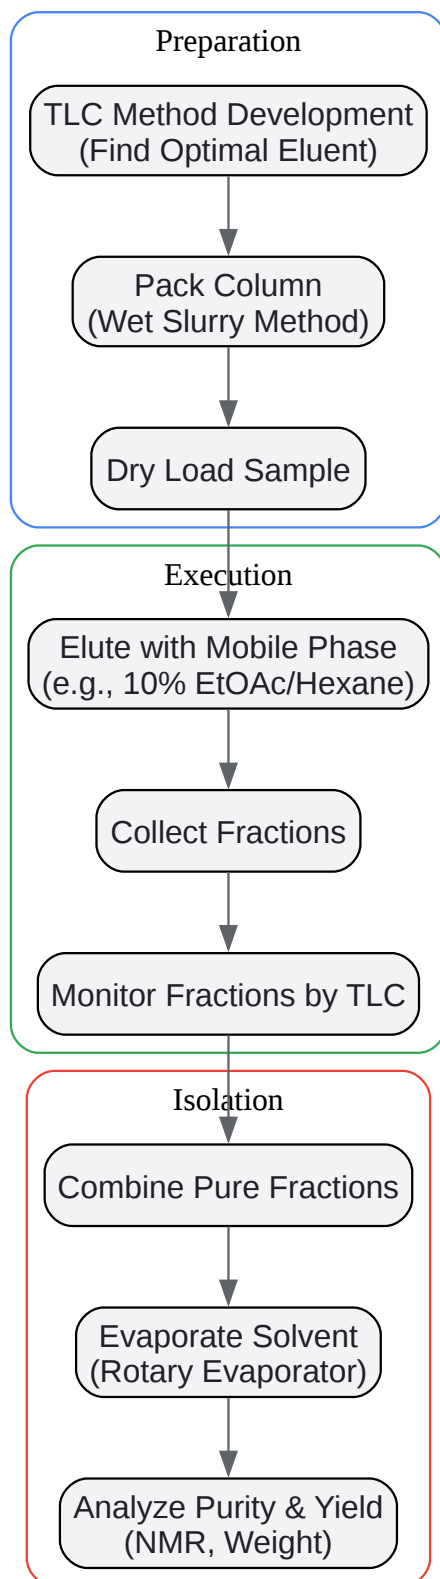 Preparation
TLC Method Development
(Find Optimal Eluent)
Pack Column
(Wet Slurry Method)
Dry Load Sample
Execution
Elute with Mobile Phase
(e.g., 10% EtOAc/Hexane)
Collect Fractions
Monitor Fractions by TLC
Isolation
Combine Pure Fractions
Evaporate Solvent
(Rotary Evaporator)
Analyze Purity & Yield
(NMR, Weight)